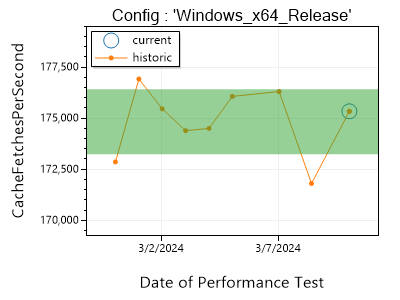 Config : 'Windows_x64_Release'
current
historic
177,500
175,000
172,500
170,000
CacheFetchesPerSecond
3/2/2024
3/7/2024
Date of Performance Test